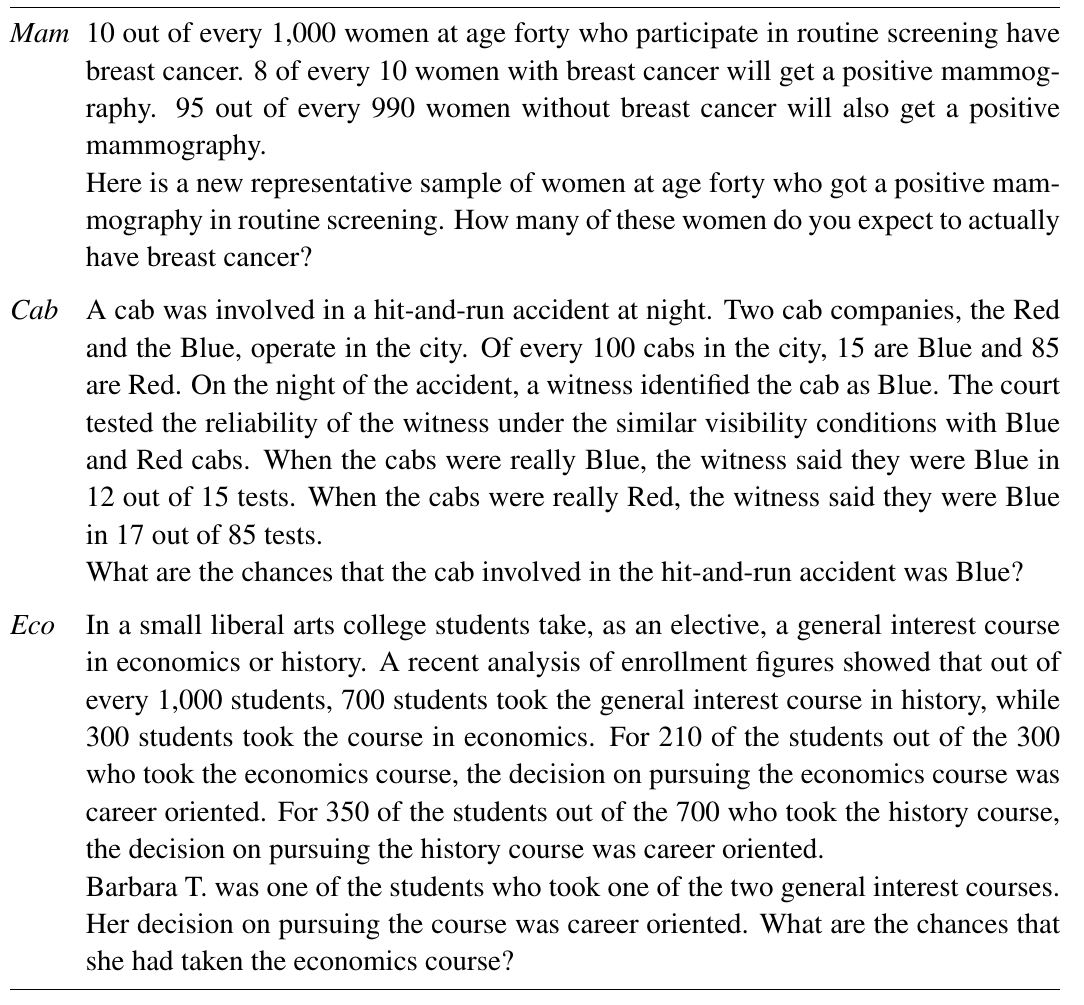 Mam 10 out of every 1,000 women at age forty who participate in routine screening have
breast cancer. 8 of every 10 women with breast cancer will get a positive mammog-
raphy. 95 out of every 990 women without breast cancer will also get a positive
mammography.
Here is a new representative sample of women at age forty who got a positive mam-
mography in routine screening. How many of these women do you expect to actually
have breast cancer?
Cab A cab was involved in a hit-and-run accident at night. Two cab companies, the Red
and the Blue, operate in the city. Of every 100 cabs in the city, 15 are Blue and 85
are Red. On the night of the accident, a witness identified the cab as Blue. The court
tested the reliability of the witness under the similar visibility conditions with Blue
and Red cabs. When the cabs were really Blue, the witness said they were Blue in
12 out of 15 tests. When the cabs were really Red, the witness said they were Blue
in 17 out of 85 tests.
What are the chances that the cab involved in the hit-and-run accident was Blue?
Eco In a small liberal arts college students take, as an elective, a general interest course
in economics or history. A recent analysis of enrollment figures showed that out of
every 1,000 students, 700 students took the general interest course in history, while
300 students took the course in economics. For 210 of the students out of the 300
who took the economics course, the decision on pursuing the economics course was
career oriented. For 350 of the students out of the 700 who took the history course,
the decision on pursuing the history course was career oriented.
Barbara T. was one of the students who took one of the two general interest courses.
Her decision on pursuing the course was career oriented. What are the chances that
she had taken the economics course?